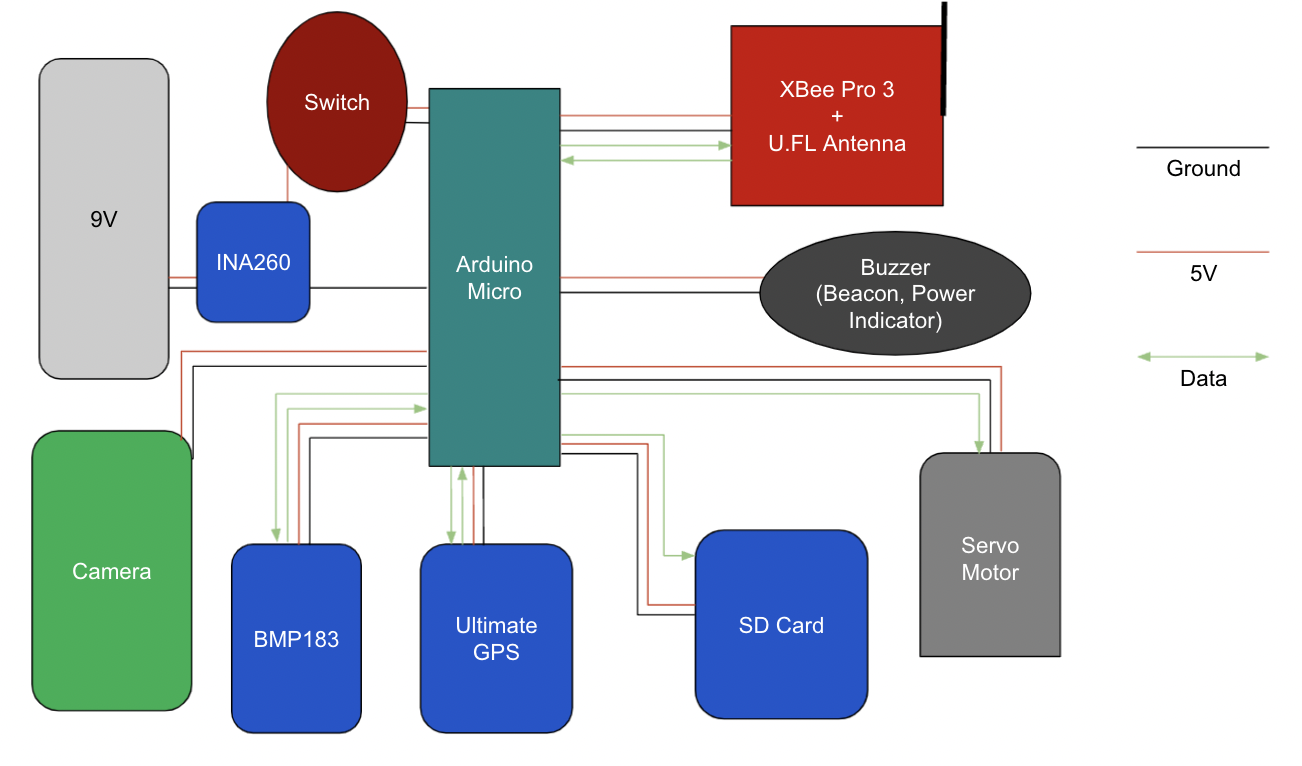 Switch
XBee Pro 3
+
U.FL Antenna
Ground
9V
INA260
Arduino
Micro
Buzzer
(Beacon, Power
Indicator)
5V
Data
Camera
BMP183
Ultimate
GPS
SD Card
Servo
Motor